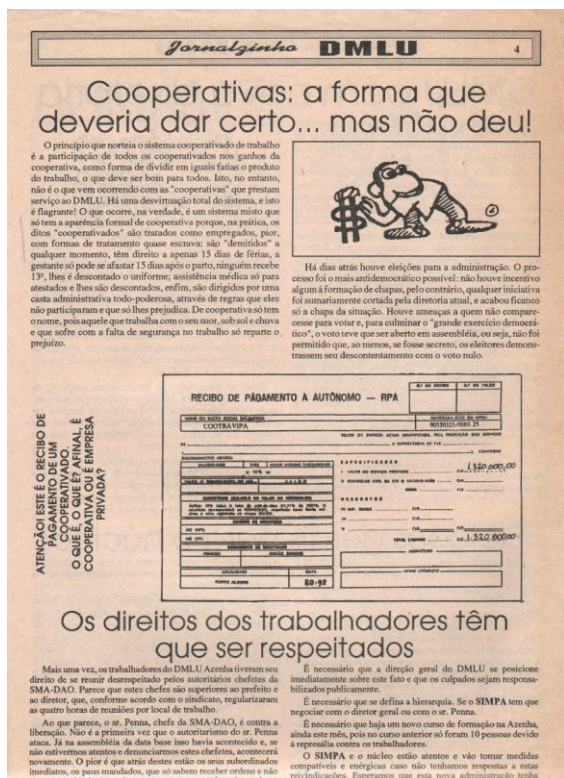 Jornalzinho DMLU 4
Cooperativas: a forma que
deveria dar certo... mas não deu!
O princípio que norteia o sistema cooperativado de trabalho
é a participação de todos os cooperativados nos ganhos da
cooperativa, como forma de dividir em iguais fatias o produto
do trabalho, o que deve ser bom para todos. Isto, no entanto,
não é o que vem ocorrendo com as "cooperativas" que prestam
serviço ao DMLU. Há uma desvirtuação total do sistema, e isto
é flagrante! O que ocorre, na verdade, é um sistema misto que
só tem a aparência formal de cooperativa porque, na prática, os
ditos "cooperativados" são tratados como empregados, pior,
com formas de tratamento quase escrava: são "demitidos" a
qualquer momento, têm direito a apenas 15 dias de férias, a
gestante só pode se afastar 15 dias após o parto, ninguém recebe
13º, lhes é descontado o uniforme; assistência médica só para
atestados e lhes são descontados, enfim, são dirigidos por uma
casta administrativa todo-poderosa, através de regras que eles
não participaram e que só lhes prejudica. De cooperativa só tem
o nome, pois aquele que trabalha com o seu suor, sob sol e chuva
e que sofre com a falta de segurança no trabalho só reparte o
prejuízo.
Há dias atrás houve eleições para a administração. O pro-
cesso foi o mais antidemocrático possível: não houve incentivo
algum à formação de chapas, pelo contrário, qualquer iniciativa
foi sumariamente cortada pela diretoria atual, e acabou ficanco
só a chapa da situação. Houve ameaças a quem não compare-
cesse para votar e, para culminar o "grande exercício democrá-
tico", o voto teve que ser aberto em assembléia, ou seja, não foi
permitido que, ao menos, se fosse secreto, os eleitores demons-
trassem seu descontentamento com o voto nulo.
ATENÇÃO! ESTE É O RECIBO DE
PAGAMENTO DE UM
COOPERATIVADO.
O QUE É, O QUE É? AFINAL, É
COOPERATIVA OU É EMPRESA
PRIVADA?
RECIBO DE PAGAMENTO A AUTÔNOMO — RPA
COOTRAVIPA
90330325/0001-25
1.320.000,00
TOTAL LÍQUIDO
1.320.000,00
LOCALIDADE DATA
PORTO ALEGRE
Os direitos dos trabalhadores têm
que ser respeitados
Mais uma vez, os trabalhadores do DMLU Azenha tiveram seu
direito de se reunir desrespeitado pelos autoritários chefetes da
SMA-DAO. Parece que estes chefes são superiores ao prefeito e
ao diretor, que, conforme acordo com o sindicato, regularizaram
as quatro horas de reuniões por local de trabalho.
Ao que parece, o sr. Penna, chefe da SMA-DAO, é contra a
liberação. Não é a primeira vez que o autoritarismo do sr. Penna
ataca. Já na assembléia da data base isso havia acontecido e, se
não estivermos atentos e denunciarmos estes chefetes, acontecerá
novamente. O pior é que atrás destes estão os seus subordinados
imediatos, os paus mandados, que só sabem receber ordens e não
É necessário que a direção geral do DMLU se posicione
imediatamente sobre este fato e que os culpados sejam responsa-
bilizados publicamente.
É necessário que se defina a hierarquia. Se o SIMPA tem que
negociar com o diretor geral ou com o sr. Penna.
É necessário que haja um novo curso de formação na Azenha,
ainda este mês, pois no curso anterior só foram 10 pessoas devido
à represália contra os trabalhadores.
O SIMPA e o núcleo estão atentos e vão tomar medidas
compatíveis e enérgicas caso não tenhamos respostas a estas
reivindicações. Esperamos que esta nova administração tenha